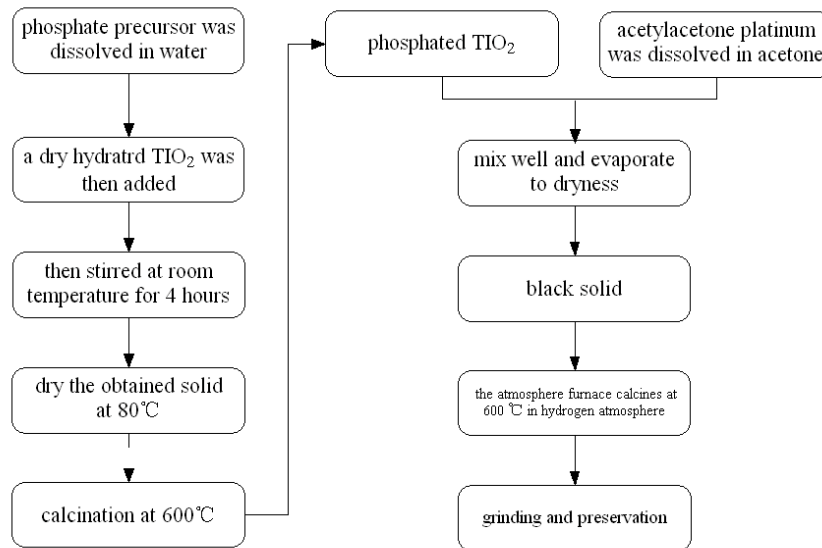 phosphate precursor was
dissolved in water
a dry hydratrd TIO₂ was
then added
then stirred at room
temperature for 4 hours
dry the obtained solid
at 80℃
calcination at 600℃
phosphated TIO₂
acetylacetone platinum
was dissolved in acetone
mix well and evaporate
to dryness
black solid
the atmosphere furnace calcines at
600 ℃ in hydrogen atmosphere
grinding and preservation